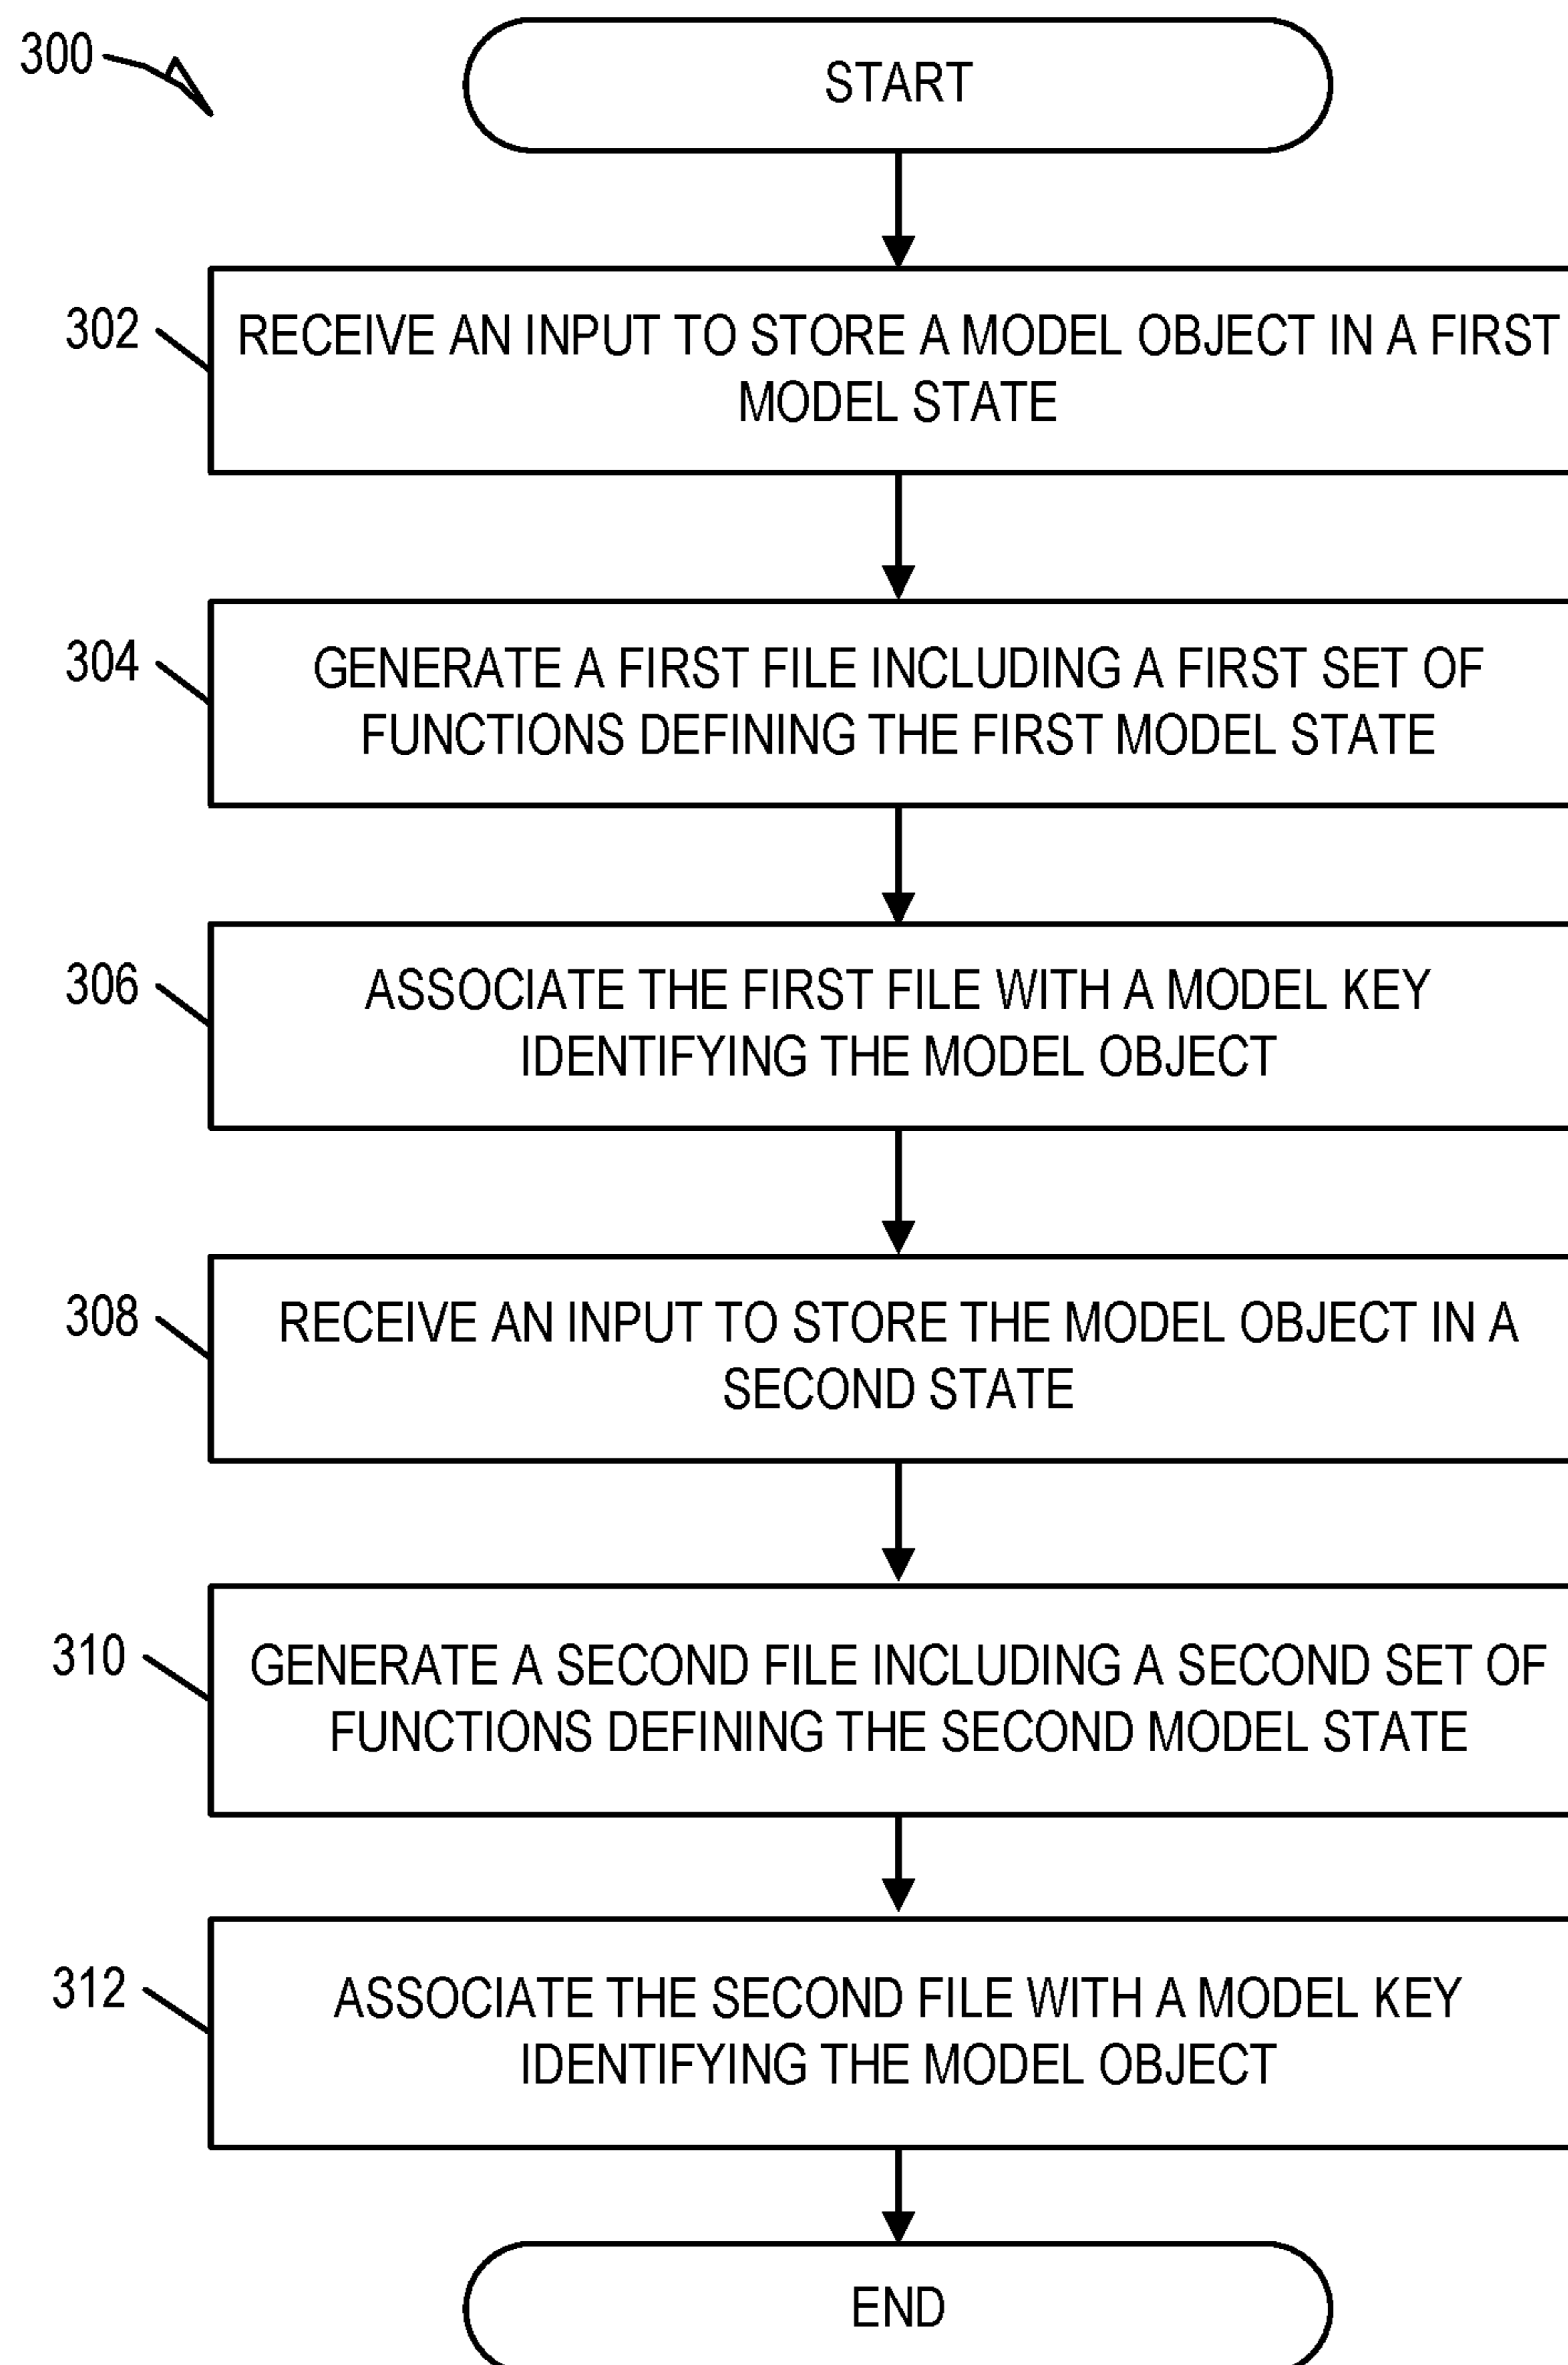 300
START
302
RECEIVE AN INPUT TO STORE A MODEL OBJECT IN A FIRST
MODEL STATE
304
GENERATE A FIRST FILE INCLUDING A FIRST SET OF
FUNCTIONS DEFINING THE FIRST MODEL STATE
306
ASSOCIATE THE FIRST FILE WITH A MODEL KEY
IDENTIFYING THE MODEL OBJECT
308
RECEIVE AN INPUT TO STORE THE MODEL OBJECT IN A
SECOND STATE
310
GENERATE A SECOND FILE INCLUDING A SECOND SET OF
FUNCTIONS DEFINING THE SECOND MODEL STATE
312
ASSOCIATE THE SECOND FILE WITH A MODEL KEY
IDENTIFYING THE MODEL OBJECT
END